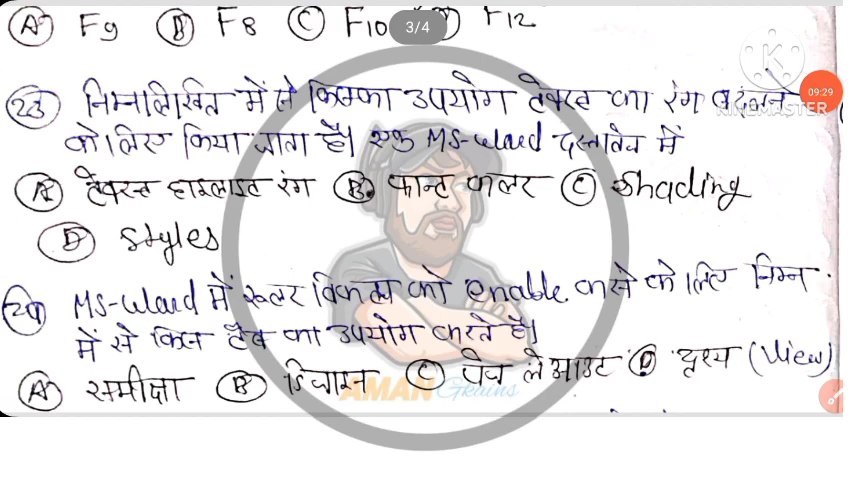 (A) F9 (B) F8 (C) F10 (D) F12
3/4
K
09:29
KINEMASTER
(23) निम्नलिखित में से किसका उपयोग टेक्स्ट का रंग बदलने
के लिए किया जाता है। एक MS-Word दस्तावेज में
(A) टेक्स्ट हाइलाइट रंग (B) फान्ट कलर (C) Shading
(D) Styles
MS-Word में रूलर विकल्प को enable करने के लिए निम्न
में से किस टैब का उपयोग करते है।
(A) समीक्षा (B) डिजाइन (C) पेज लेआउट (D) दृश्य (View)
AMAN Grains